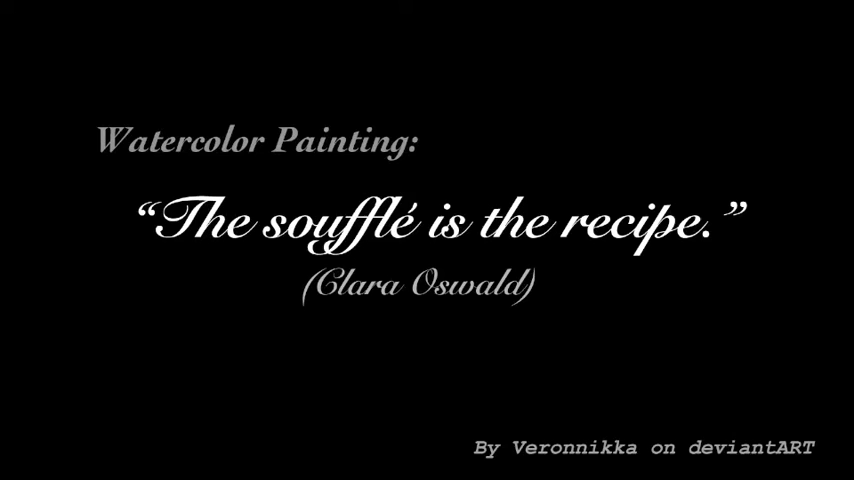 Watercolor Painting:
“The soufflé is the recipe.”
(Clara Oswald)
By Veronnikka on deviantART